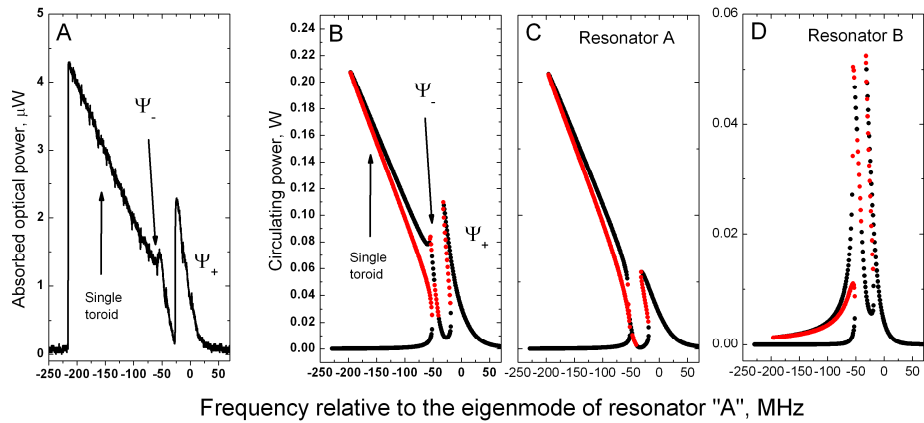 A
B
C
D
Resonator A
Resonator B
Ψ-
Ψ+
Single
toroid
Absorbed optical power, μW
5
4
3
2
1
0
-250 -200 -150 -100 -50 0 50
Ψ-
Ψ+
Single
toroid
Circulating power, W
0.24
0.22
0.20
0.18
0.16
0.14
0.12
0.10
0.08
0.06
0.04
0.02
0.00
-250 -200 -150 -100 -50 0 50
-250 -200 -150 -100 -50 0 50
0.06
0.04
0.02
0.00
-250 -200 -150 -100 -50 0 50
Frequency relative to the eigenmode of resonator "A", MHz